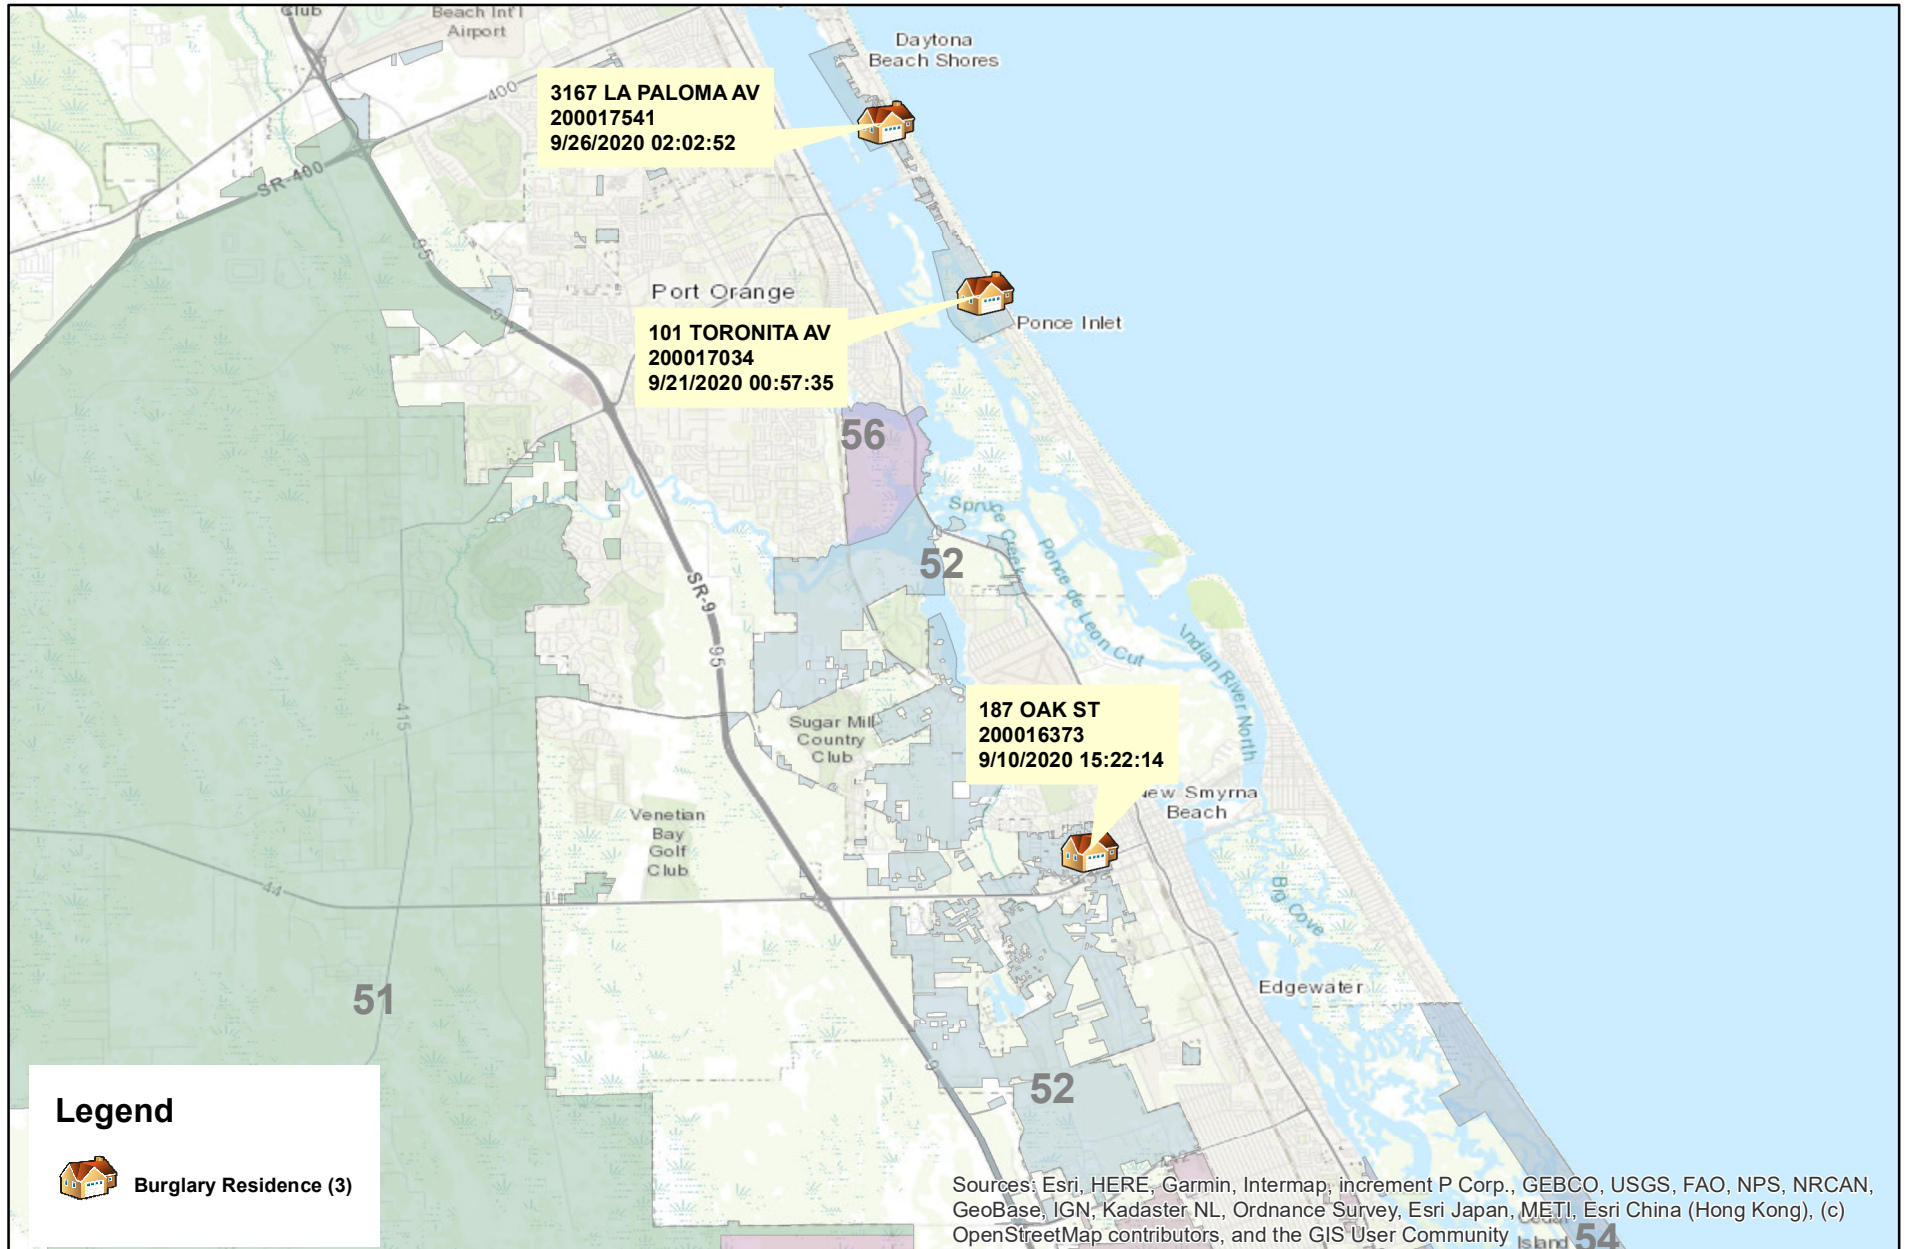 Club
Beach Int'l
Airport
Daytona
Beach Shores
400
3167 LA PALOMA AV
200017541
9/26/2020 02:02:52
SR-400
95
Port Orange
101 TORONITA AV
200017034
9/21/2020 00:57:35
Ponce Inlet
56
Spruce Creek
52
Ponce de Leon Cut
SR-9
95
Indian River North
415
187 OAK ST
200016373
9/10/2020 15:22:14
Sugar Mill
Country
Club
New Smyrna
Beach
Venetian
Bay
Golf
Club
44
Big Cove
51
Edgewater
9
52
Legend
Burglary Residence (3)
Sources: Esri, HERE, Garmin, Intermap, increment P Corp., GEBCO, USGS, FAO, NPS, NRCAN,
GeoBase, IGN, Kadaster NL, Ordnance Survey, Esri Japan, METI, Esri China (Hong Kong), (c)
OpenStreetMap contributors, and the GIS User Community
Island
54